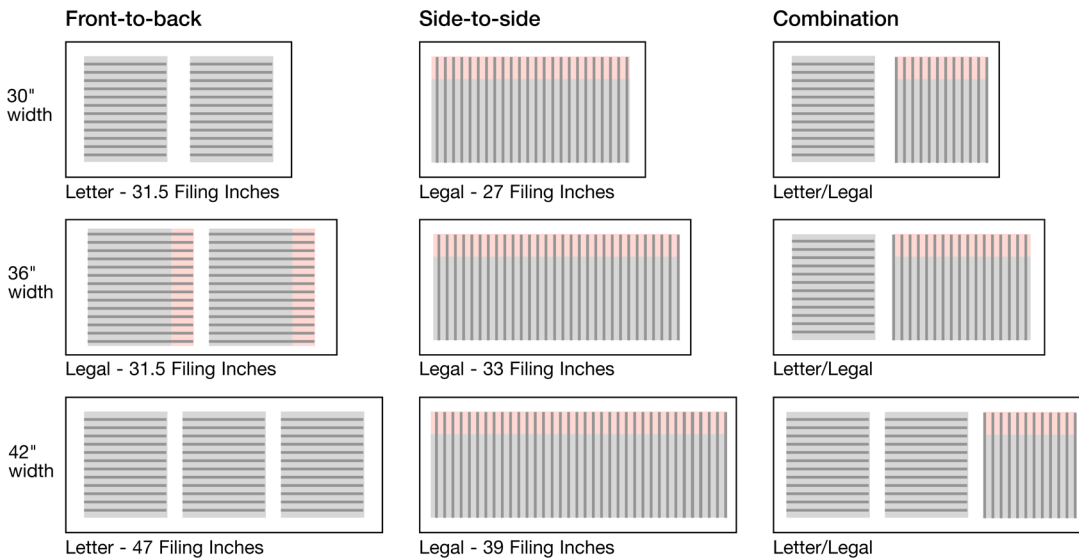 Front-to-back
Side-to-side
Combination
30"
width
Letter - 31.5 Filing Inches
Legal - 27 Filing Inches
Letter/Legal
36"
width
Legal - 31.5 Filing Inches
Legal - 33 Filing Inches
Letter/Legal
42"
width
Letter - 47 Filing Inches
Legal - 39 Filing Inches
Letter/Legal